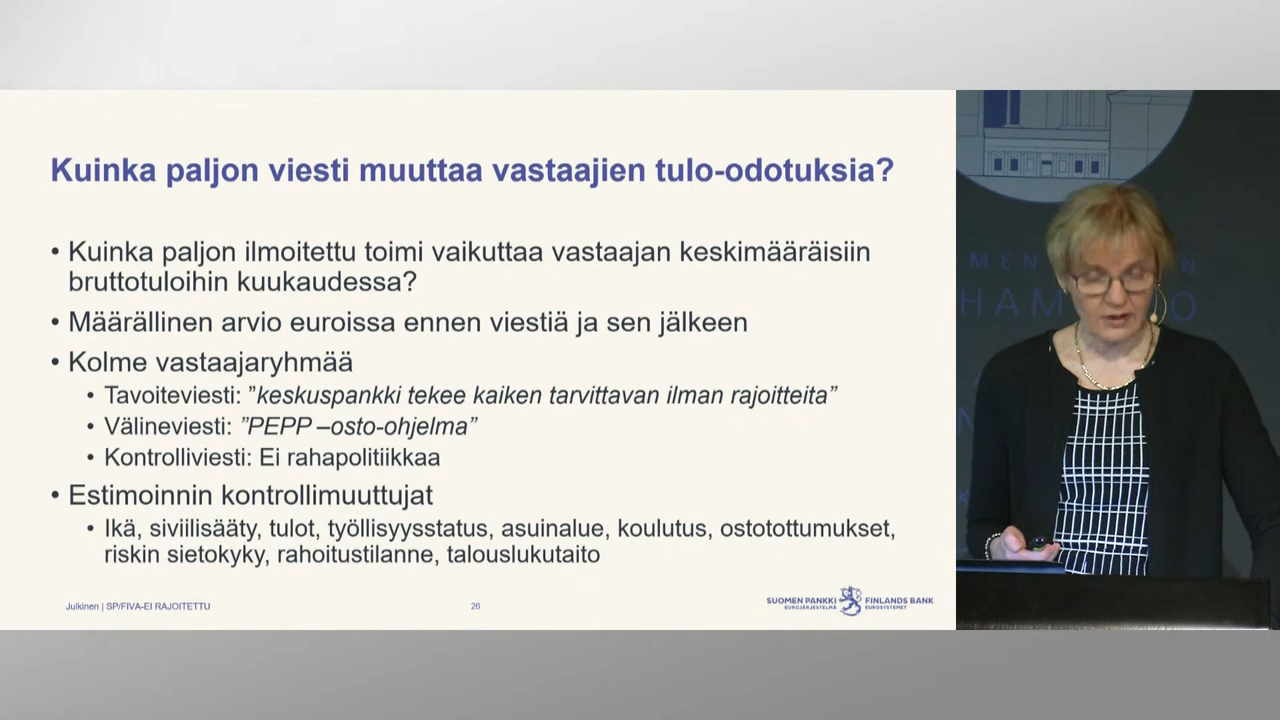 Kuinka paljon viesti muuttaa vastaajien tulo-odotuksia?
• Kuinka paljon ilmoitettu toimi vaikuttaa vastaajan keskimääräisiin
bruttotuloihin kuukaudessa?
• Määrällinen arvio euroissa ennen viestiä ja sen jälkeen
• Kolme vastaajaryhmää
• Tavoiteviesti: ”keskuspankki tekee kaiken tarvittavan ilman rajoitteita”
• Välineviesti: ”PEPP –osto-ohjelma”
• Kontrolliviesti: Ei rahapolitiikkaa
• Estimoinnin kontrollimuuttujat
• Ikä, siviilisääty, tulot, työllisyysstatus, asuinalue, koulutus, ostotottumukset,
riskin sietokyky, rahoitustilanne, talouslukutaito
Julkinen | SP/FIVA-EI RAJOITETTU
26
SUOMEN PANKKI
EUROJÄRJESTELMÄ
FINLANDS BANK
EUROSYSTEMET